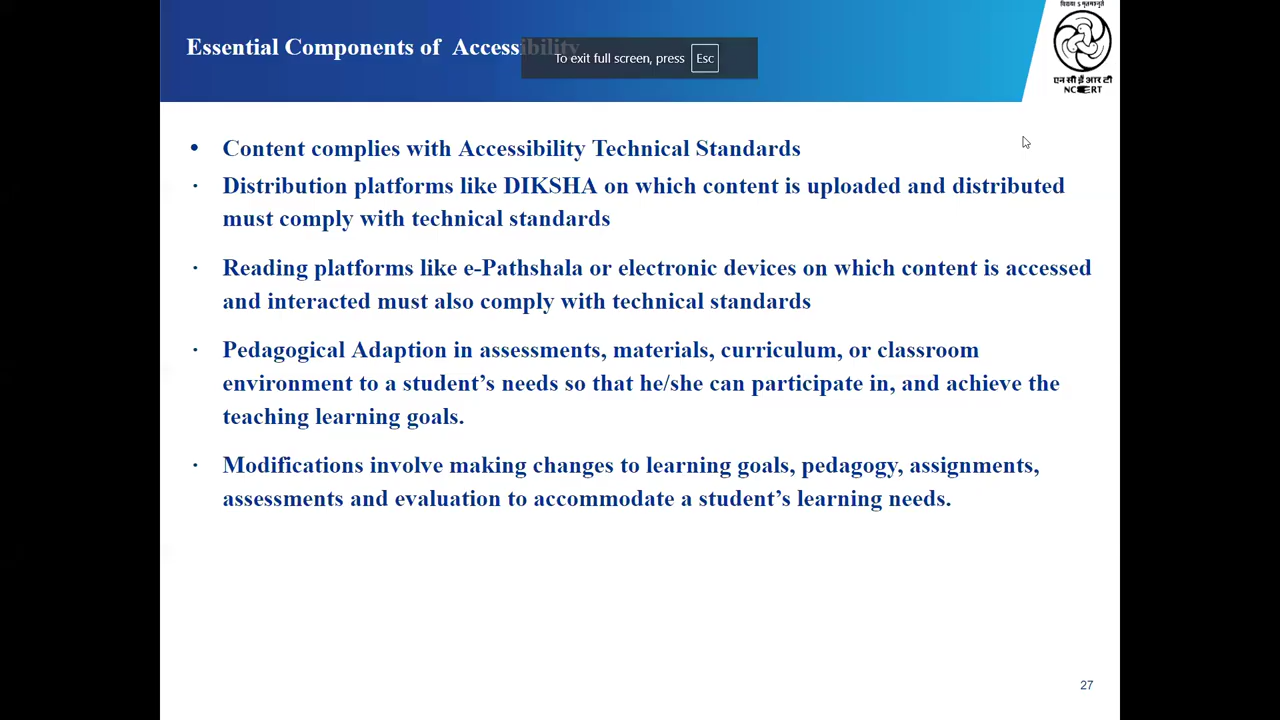 विद्यया ऽ मृतमश्नुते
Essential Components of Accessibility
To exit full screen, press Esc
एन सी ई आर टी
NCERT
• Content complies with Accessibility Technical Standards
· Distribution platforms like DIKSHA on which content is uploaded and distributed
must comply with technical standards
· Reading platforms like e-Pathshala or electronic devices on which content is accessed
and interacted must also comply with technical standards
· Pedagogical Adaption in assessments, materials, curriculum, or classroom
environment to a student’s needs so that he/she can participate in, and achieve the
teaching learning goals.
· Modifications involve making changes to learning goals, pedagogy, assignments,
assessments and evaluation to accommodate a student’s learning needs.
27